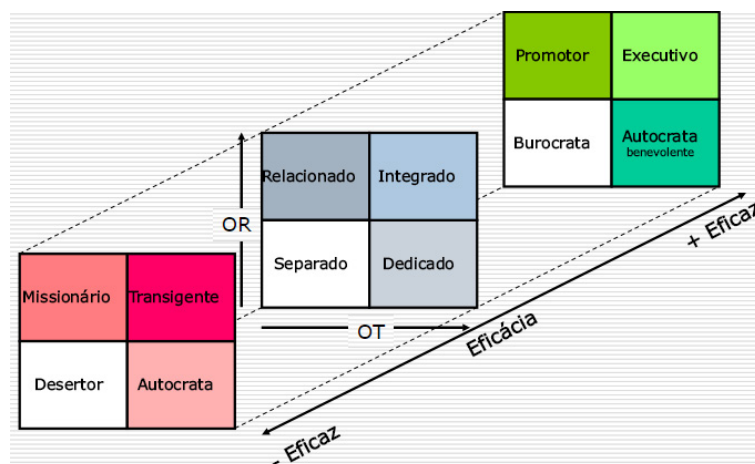 Promotor
Executivo
Burocrata
Autocrata
benevolente
Relacionado
Integrado
OR
Separado
Dedicado
OT
Missionário
Transigente
Desertor
Autocrata
+ Eficaz
Eficácia
- Eficaz